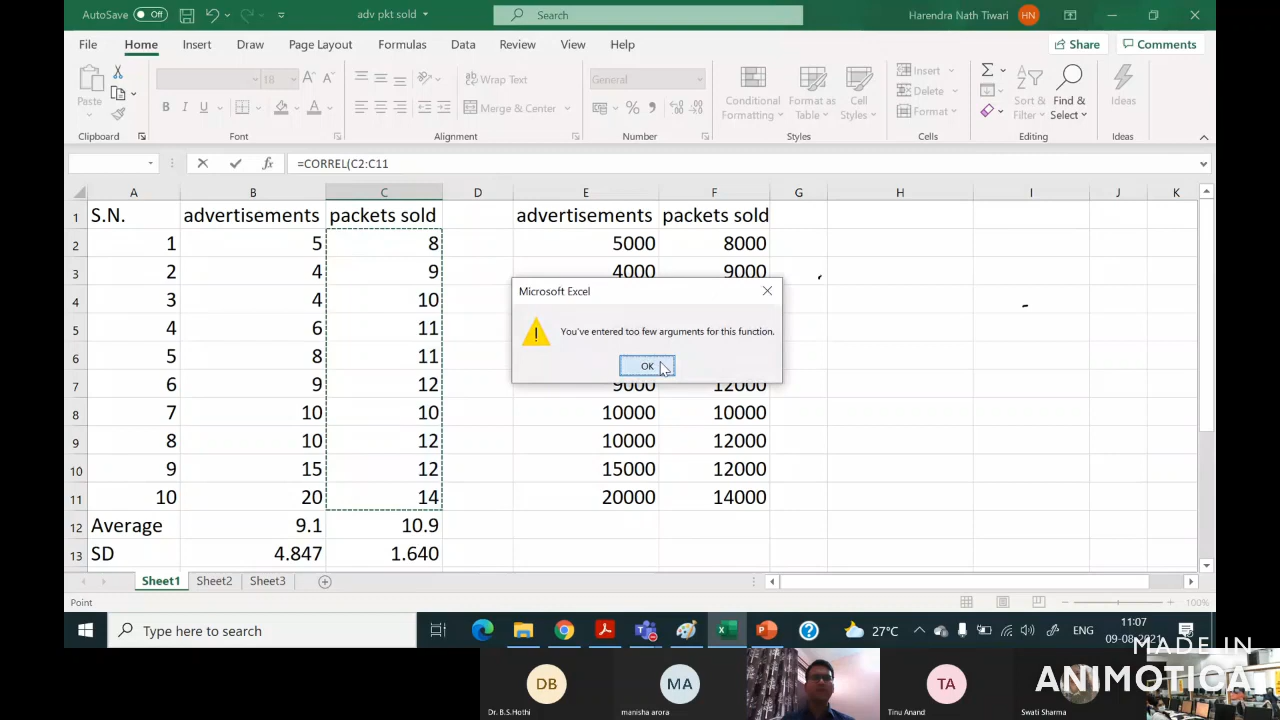 AutoSave Off adv pkt sold Search Harendra Nath Tiwari HN
File Home Insert Draw Page Layout Formulas Data Review View Help Share Comments
Paste 18 Wrap Text General Insert
Merge & Center Conditional Formatting Format as Table Cell Styles Delete Sort & Filter Find & Select Ideas
Format
Clipboard Font Alignment Number Styles Cells Editing Ideas
=CORREL(C2:C11
A B C D E F G H I J K
1 S.N. advertisements packets sold advertisements packets sold
2 1 5 8 5000 8000
3 2 4 9 4000 9000
4 3 4 10
5 4 6 11
6 5 8 11
7 6 9 12 9000 12000
8 7 10 10 10000 10000
9 8 10 12 10000 12000
10 9 15 12 15000 12000
11 10 20 14 20000 14000
12 Average 9.1 10.9
13 SD 4.847 1.640
Microsoft Excel
You've entered too few arguments for this function.
OK
Sheet1 Sheet2 Sheet3
Point 100%
Type here to search 27°C ENG 11:07
09-08-2021
MADE IN
ANIMOTICA
DB MA TA
Dr. B.S.Hothi manisha arora Tinu Anand Swati Sharma